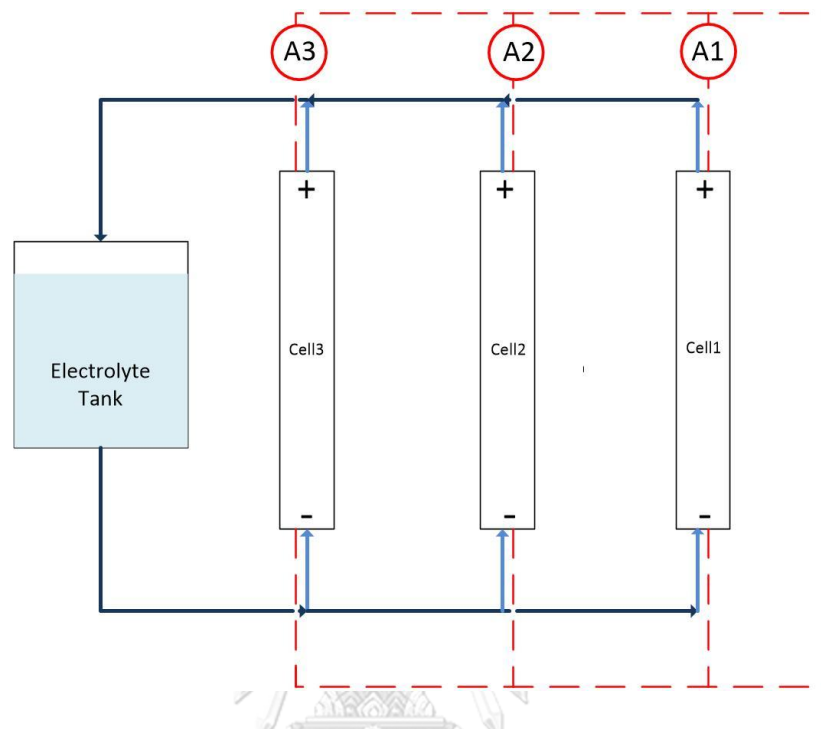 A3 A2 A1
+ + +
Cell3 Cell2 Cell1
Electrolyte
Tank
- - -